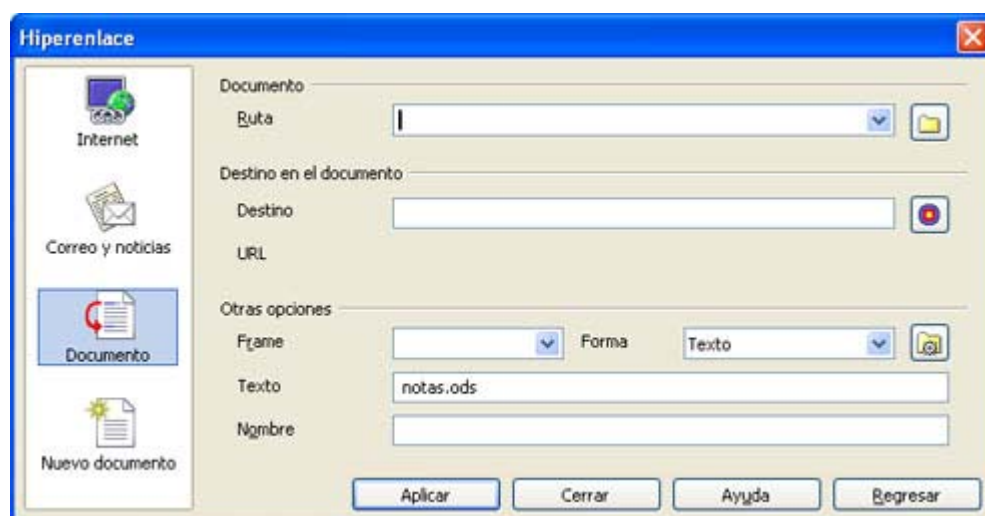 Hiperenlace
Internet
Correo y noticias
Documento
Nuevo documento
Documento
Ruta
Destino en el documento
Destino
URL
Otras opciones
Frame Forma Texto
Texto notas.ods
Nombre
Aplicar Cerrar Ayuda Regresar